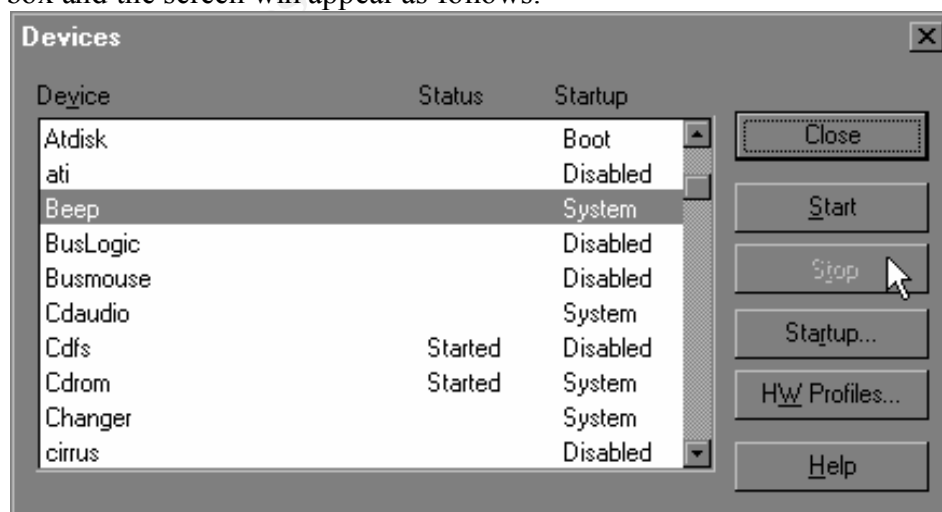 box and the screen will appear as follows:
Devices
Device Status Startup
Atdisk Boot
ati Disabled
Beep System
BusLogic Disabled
Busmouse Disabled
Cdaudio System
Cdfs Started Disabled
Cdrom Started System
Changer System
cirrus Disabled
Close
Start
Stop
Startup...
HW Profiles...
Help